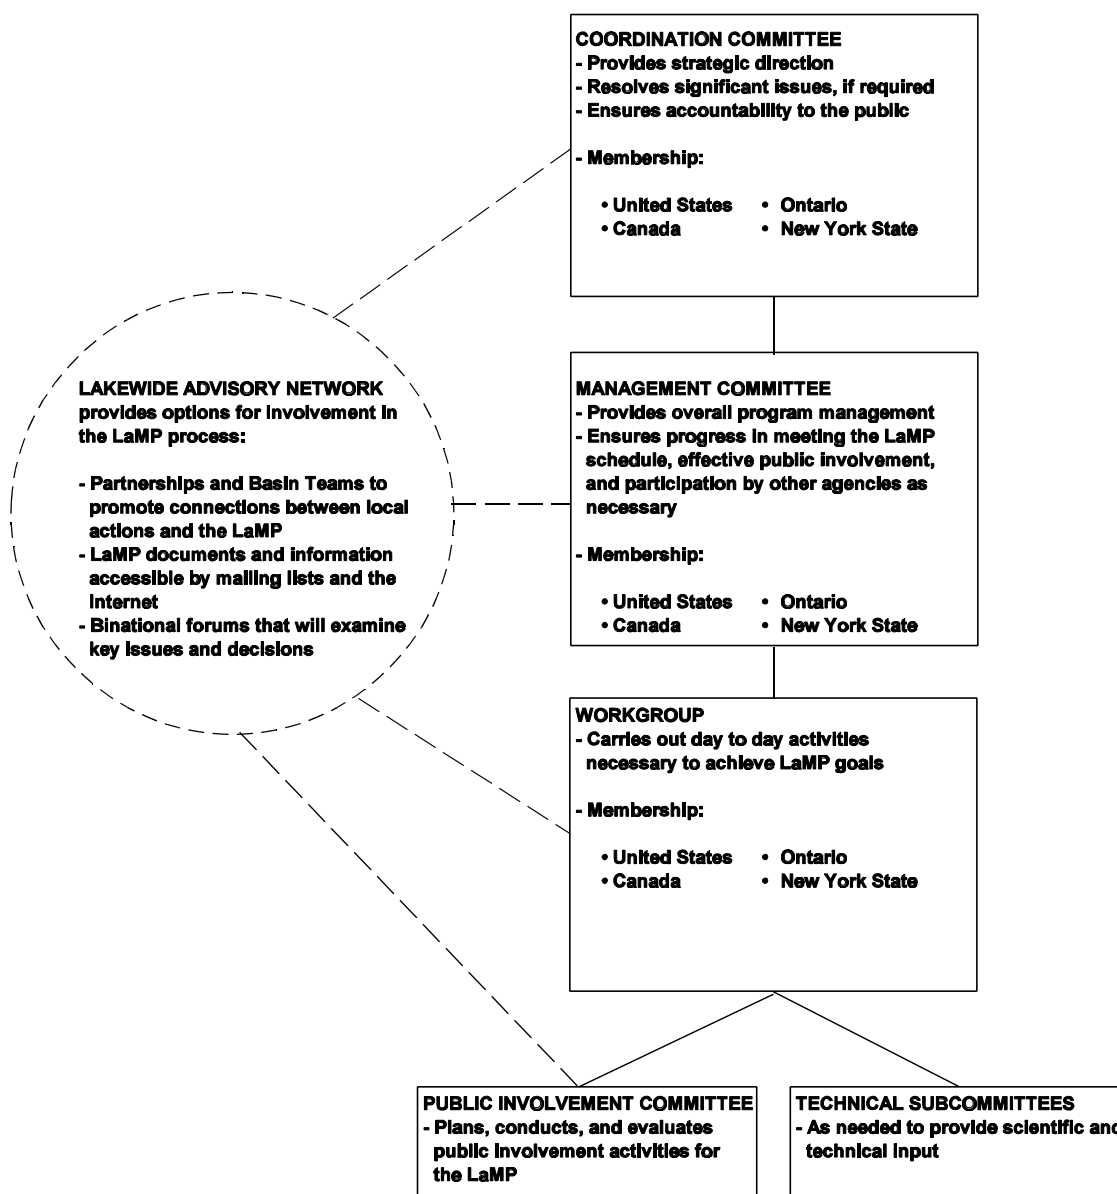 COORDINATION COMMITTEE
- Provides strategic direction
- Resolves significant issues, if required
- Ensures accountability to the public
- Membership:
• United States • Ontario
• Canada • New York State
LAKEWIDE ADVISORY NETWORK
provides options for involvement in
the LaMP process:
- Partnerships and Basin Teams to
promote connections between local
actions and the LaMP
- LaMP documents and information
accessible by mailing lists and the
internet
- Binational forums that will examine
key issues and decisions
MANAGEMENT COMMITTEE
- Provides overall program management
- Ensures progress in meeting the LaMP
schedule, effective public involvement,
and participation by other agencies as
necessary
- Membership:
• United States • Ontario
• Canada • New York State
WORKGROUP
- Carries out day to day activities
necessary to achieve LaMP goals
- Membership:
• United States • Ontario
• Canada • New York State
PUBLIC INVOLVEMENT COMMITTEE
- Plans, conducts, and evaluates
public involvement activities for
the LaMP
TECHNICAL SUBCOMMITTEES
- As needed to provide scientific and
technical input